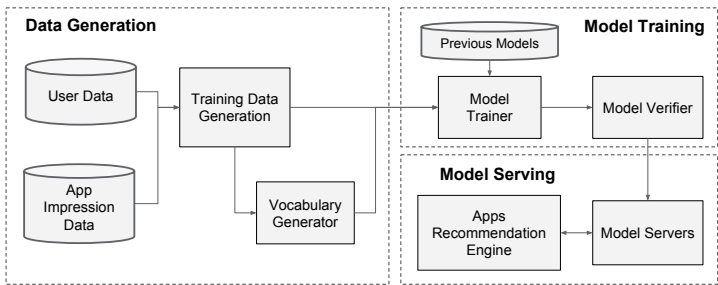 Data Generation
User Data
App
Impression
Data
Training Data
Generation
Vocabulary
Generator
Model Training
Previous Models
Model
Trainer
Model Verifier
Model Serving
Apps
Recommendation
Engine
Model Servers